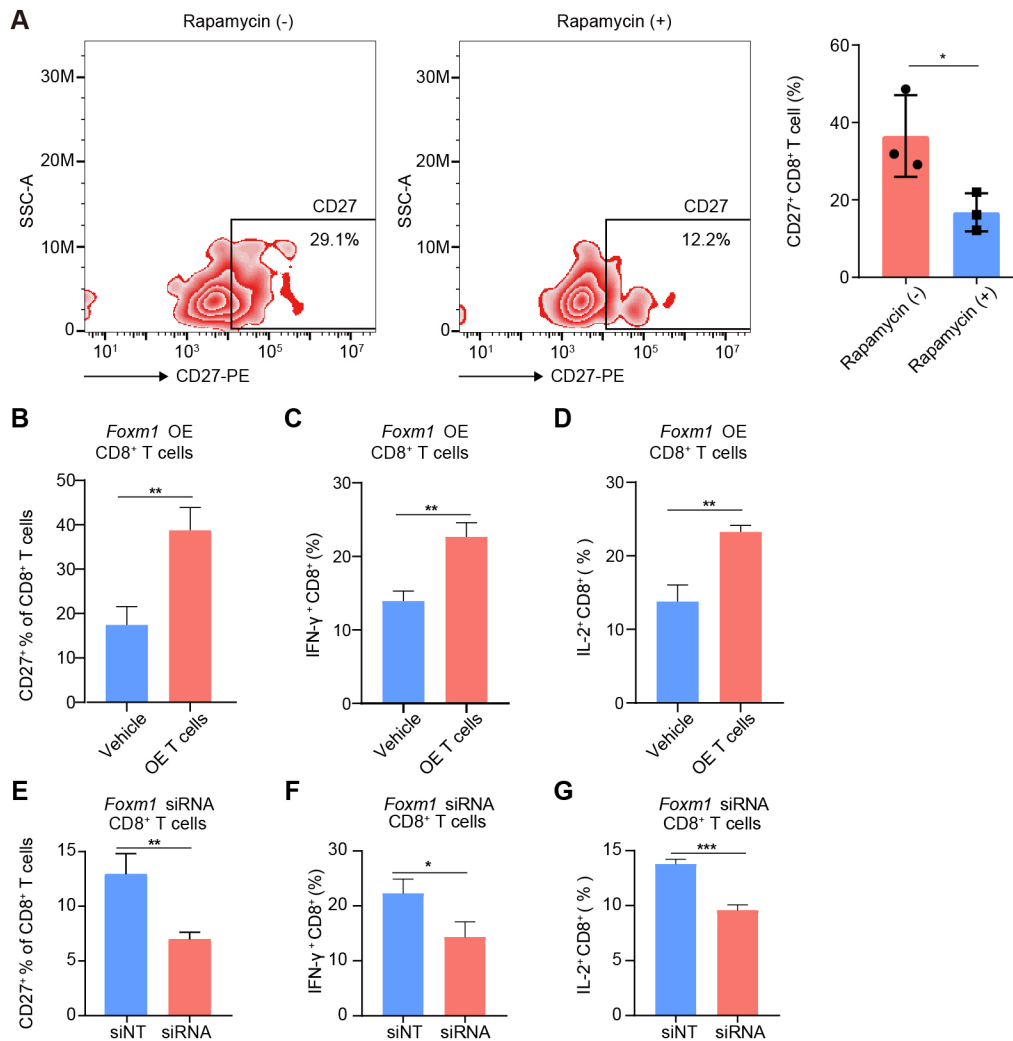 A
Rapamycin (-)
30M
20M
10M
0
SSC-A
CD27
29.1%
10¹ 10³ 10⁵ 10⁷
CD27-PE
Rapamycin (+)
30M
20M
10M
0
SSC-A
CD27
12.2%
10¹ 10³ 10⁵ 10⁷
CD27-PE
60
40
20
0
CD27⁺ CD8⁺ T cell (%)
*
Rapamycin (-)
Rapamycin (+)
B
Foxm1 OE
CD8⁺ T cells
50
40
30
20
10
0
CD27⁺ % of CD8⁺ T cells
**
Vehicle
OE T cells
C
Foxm1 OE
CD8⁺ T cells
30
20
10
0
IFN-γ ⁺ CD8⁺ (%)
**
Vehicle
OE T cells
D
Foxm1 OE
CD8⁺ T cells
30
20
10
0
IL-2⁺ CD8⁺ ( % )
**
Vehicle
OE T cells
E
Foxm1 siRNA
CD8⁺ T cells
15
10
5
0
CD27⁺ % of CD8⁺ T cells
**
siNT siRNA
F
Foxm1 siRNA
CD8⁺ T cells
30
20
10
0
IFN-γ ⁺ CD8⁺ (%)
*
siNT siRNA
G
Foxm1 siRNA
CD8⁺ T cells
15
10
5
0
IL-2⁺ CD8⁺ ( % )
***
siNT siRNA